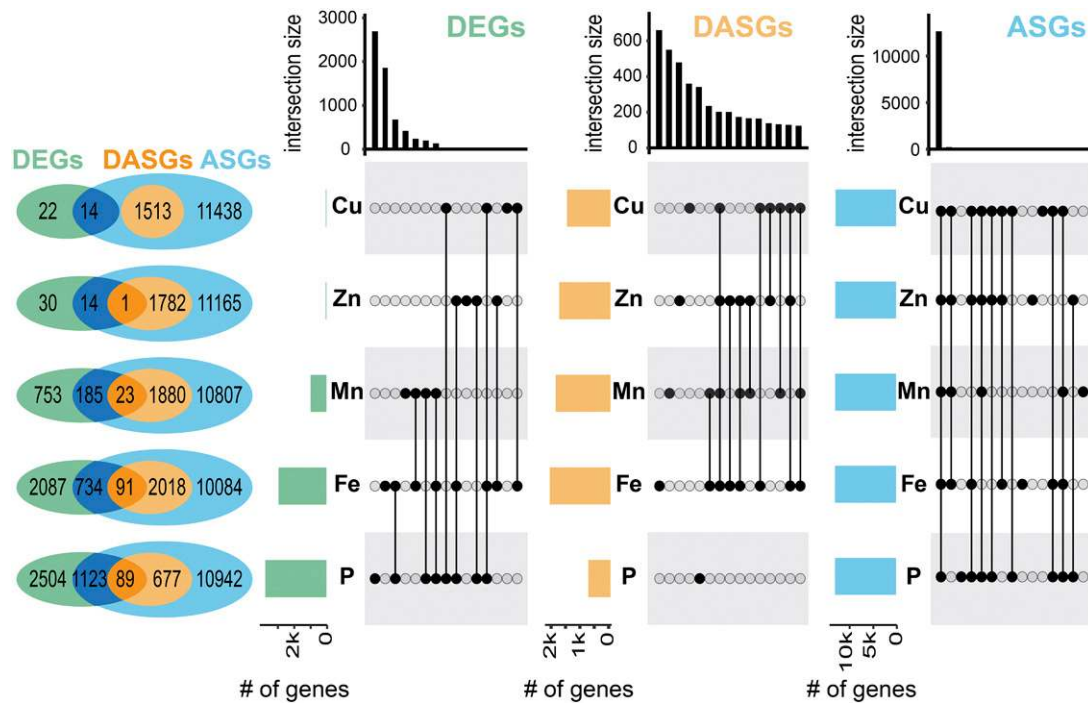 DEGs
DASGs
ASGs
intersection size
3000
2000
1000
0
intersection size
600
400
200
0
intersection size
10000
5000
0
DEGs DASGs ASGs
22 14 1513 11438
Cu
Cu
Cu
30 14 1 1782 11165
Zn
Zn
Zn
753 185 23 1880 10807
Mn
Mn
Mn
2087 734 91 2018 10084
Fe
Fe
Fe
2504 1123 89 677 10942
P
P
P
2k 0
2k 1k 0
10k 5k 0
# of genes
# of genes
# of genes